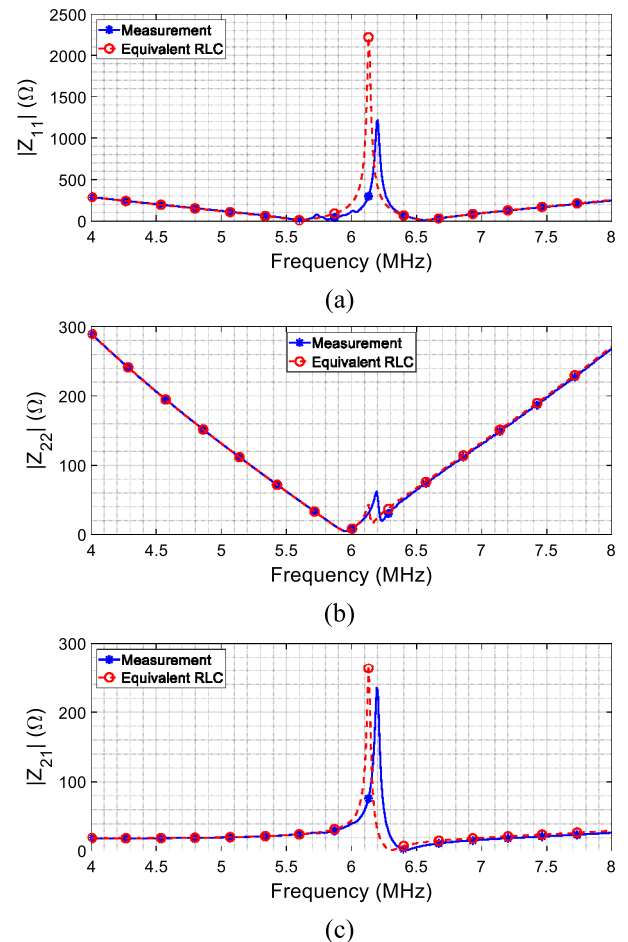 2500
2000
1500
1000
500
0
|Z11| (Ω)
Measurement
Equivalent RLC
4 4.5 5 5.5 6 6.5 7 7.5 8
Frequency (MHz)
(a)
300
200
100
0
|Z22| (Ω)
Measurement
Equivalent RLC
4 4.5 5 5.5 6 6.5 7 7.5 8
Frequency (MHz)
(b)
300
200
100
0
|Z21| (Ω)
Measurement
Equivalent RLC
4 4.5 5 5.5 6 6.5 7 7.5 8
Frequency (MHz)
(c)